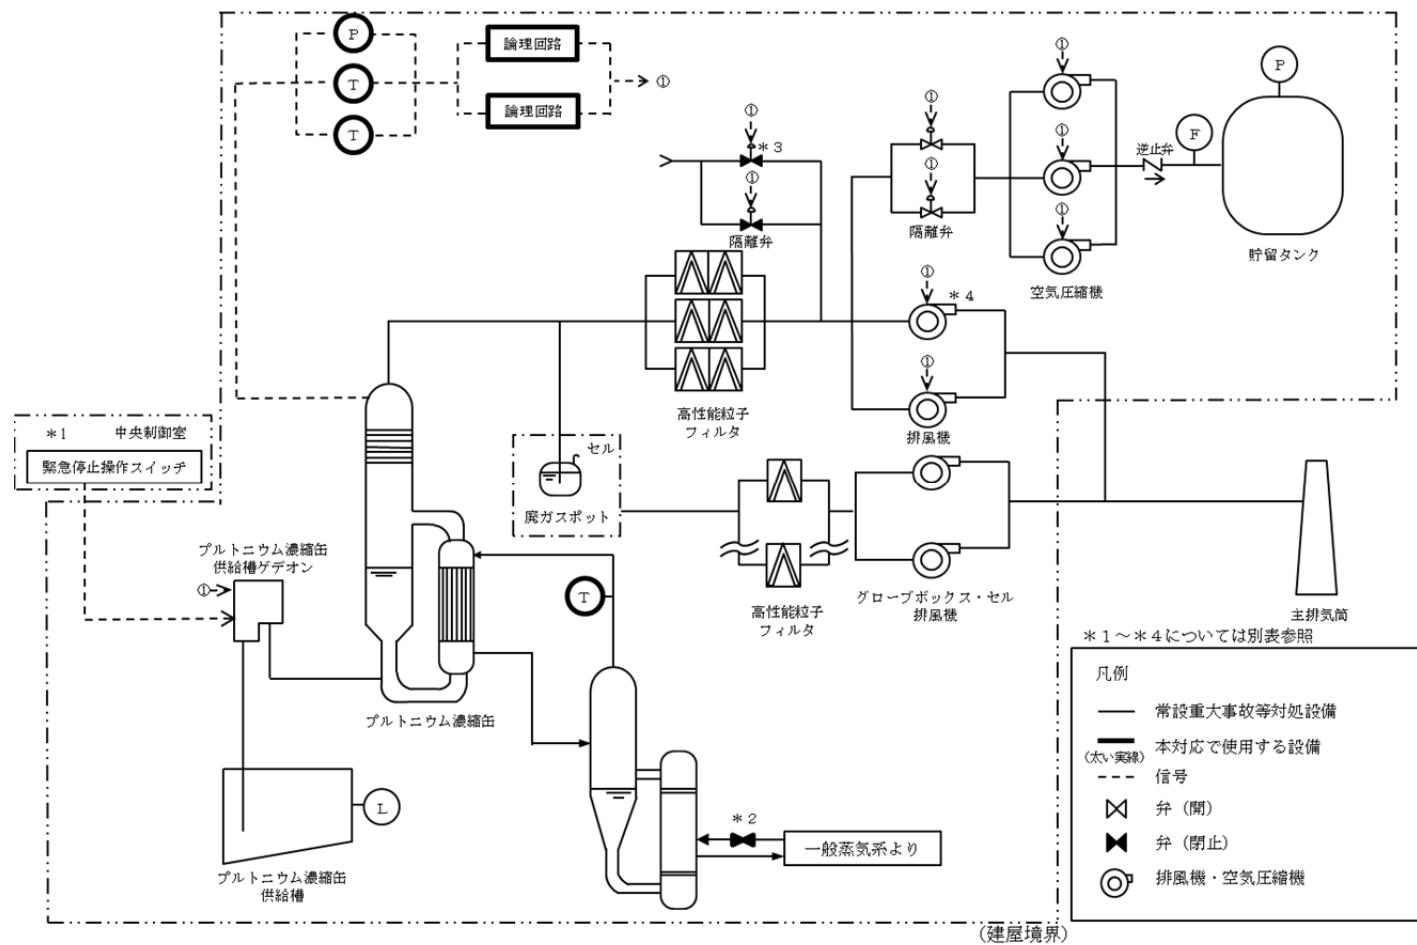 P
T
T
論理回路
論理回路
①
①
*3
①
隔離弁
①
①
隔離弁
①
①
①
空気圧縮機
逆止弁
F
P
貯留タンク
①
*4
①
排風機
高性能粒子
フィルタ
*1 中央制御室
緊急停止操作スイッチ
セル
廃ガスポット
プルトニウム濃縮缶
供給槽ゲデオン
①
T
高性能粒子
フィルタ
グローブボックス・セル
排風機
主排気筒
プルトニウム濃縮缶
L
プルトニウム濃縮缶
供給槽
*2
一般蒸気系より
*1~*4については別表参照
凡例
常設重大事故等対処設備
本対応で使用する設備
(太い実線)
信号
弁(開)
弁(閉止)
排風機・空気圧縮機
(建屋境界)